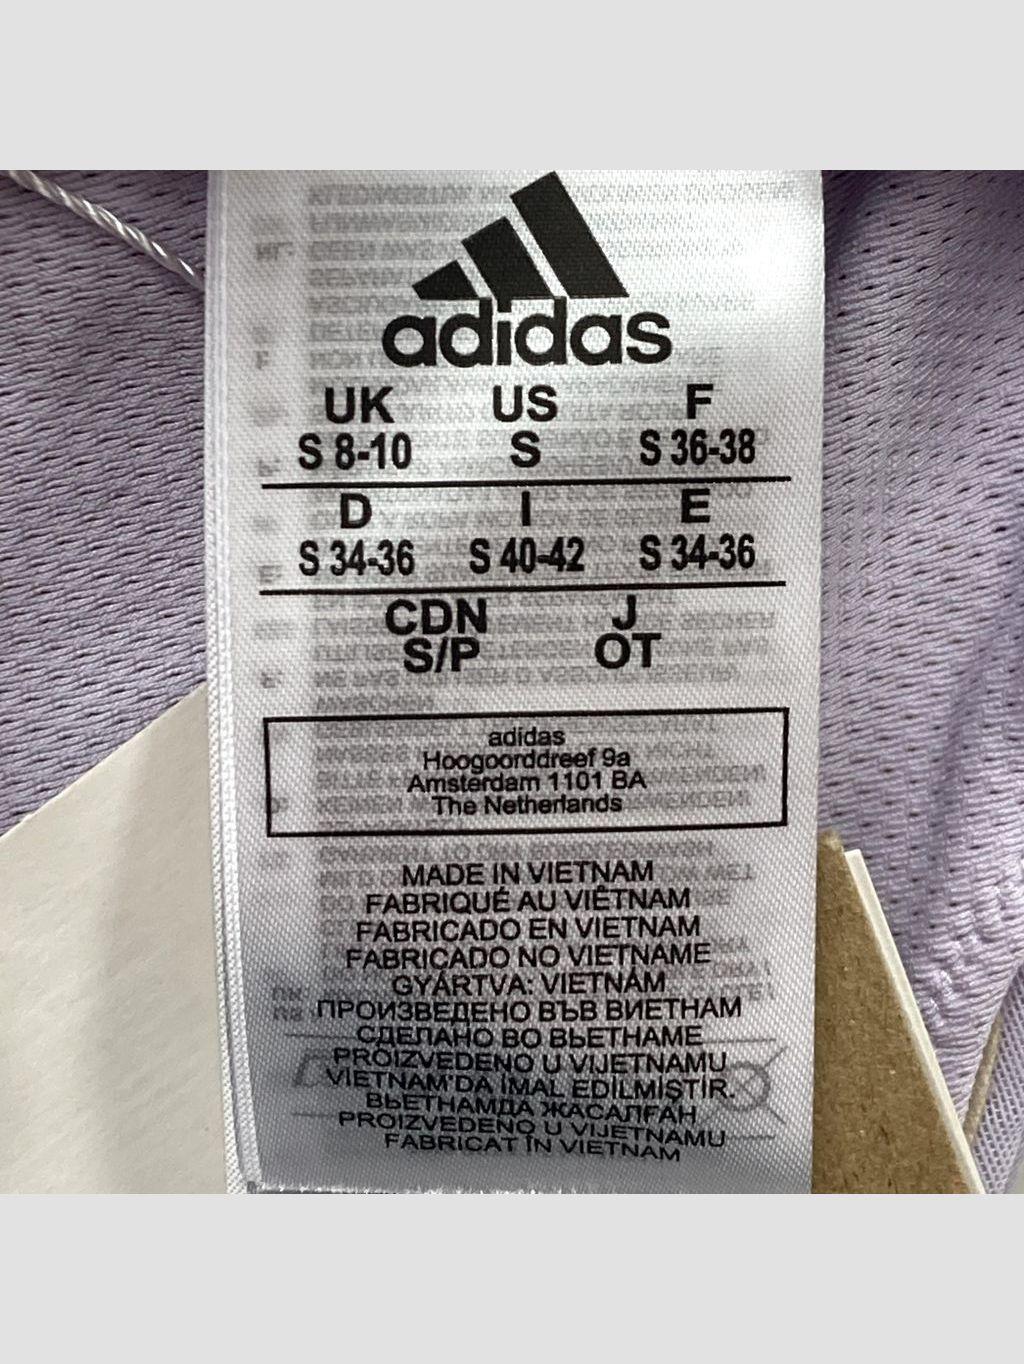 adidas
UK US F
S 8-10 S S 36-38
D I E
S 34-36 S 40-42 S 34-36
CDN J
S/P OT
adidas
Hoogoorddreef 9a
Amsterdam 1101 BA
The Netherlands
MADE IN VIETNAM
FABRIQUÉ AU VIÊTNAM
FABRICADO EN VIETNAM
FABRICADO NO VIETNAME
GYÁRTVA: VIETNÁM
ПРОИЗВЕДЕНО ВЪВ ВИЕТНАМ
СДЕЛАНО ВО ВЬЕТНАМЕ
PROIZVEDENO U VIJETNAMU
VİETNAM'DA İMAL EDİLMİŞTİR.
ВЬЕТНАМДА ЖАСАЛҒАН
PROIZVEDENO U VIJETNAMU
FABRICAT ÎN VIETNAM